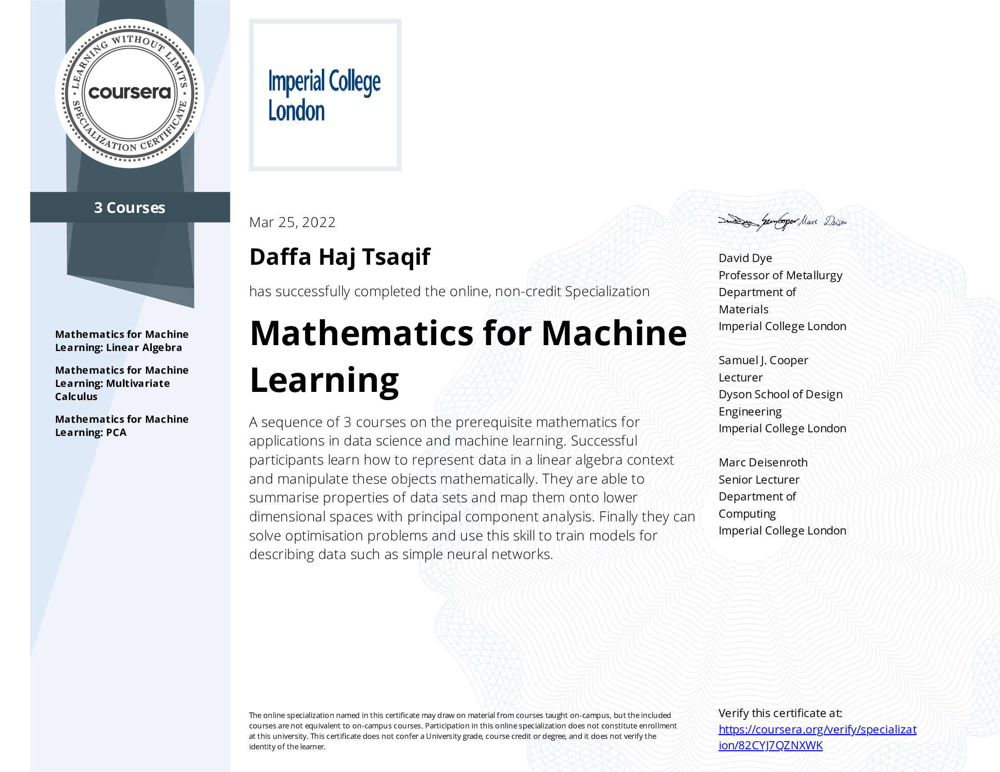 LEARNING WITHOUT LIMITS
coursera
SPECIALIZATION CERTIFICATE
3 Courses
Mathematics for Machine
Learning: Linear Algebra
Mathematics for Machine
Learning: Multivariate
Calculus
Mathematics for Machine
Learning: PCA
Imperial College
London
Mar 25, 2022
Daffa Haj Tsaqif
has successfully completed the online, non-credit Specialization
Mathematics for Machine
Learning
A sequence of 3 courses on the prerequisite mathematics for
applications in data science and machine learning. Successful
participants learn how to represent data in a linear algebra context
and manipulate these objects mathematically. They are able to
summarise properties of data sets and map them onto lower
dimensional spaces with principal component analysis. Finally they can
solve optimisation problems and use this skill to train models for
describing data such as simple neural networks.
Marc Deisen
David Dye
Professor of Metallurgy
Department of
Materials
Imperial College London
Samuel J. Cooper
Lecturer
Dyson School of Design
Engineering
Imperial College London
Marc Deisenroth
Senior Lecturer
Department of
Computing
Imperial College London
The online specialization named in this certificate may draw on material from courses taught on-campus, but the included
courses are not equivalent to on-campus courses. Participation in this online specialization does not constitute enrollment
at this university. This certificate does not confer a University grade, course credit or degree, and it does not verify the
identity of the learner.
Verify this certificate at:
https://coursera.org/verify/specializat
ion/82CYJ7QZNXWK